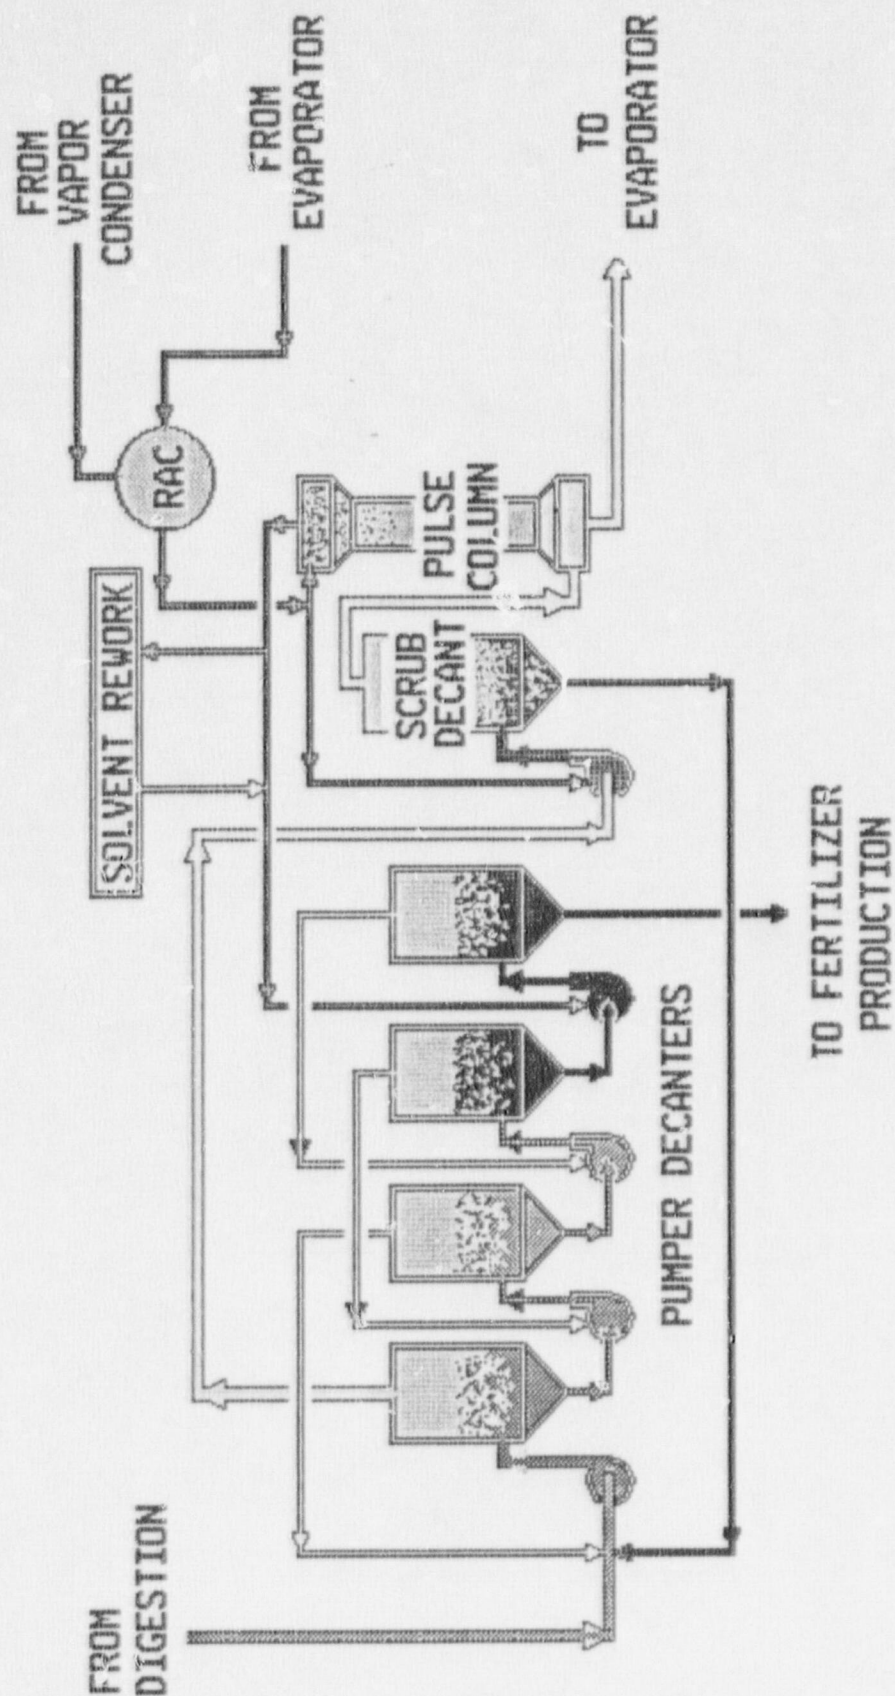 FROM
DIGESTION
SOLVENT REWORK
FROM
VAPOR
CONDENSER
RAC
FROM
EVAPORATOR
SCRUB
DECANT
PULSE
COLUMN
TO
EVAPORATOR
PUMPER DECANTERS
TO FERTILIZER
PRODUCTION